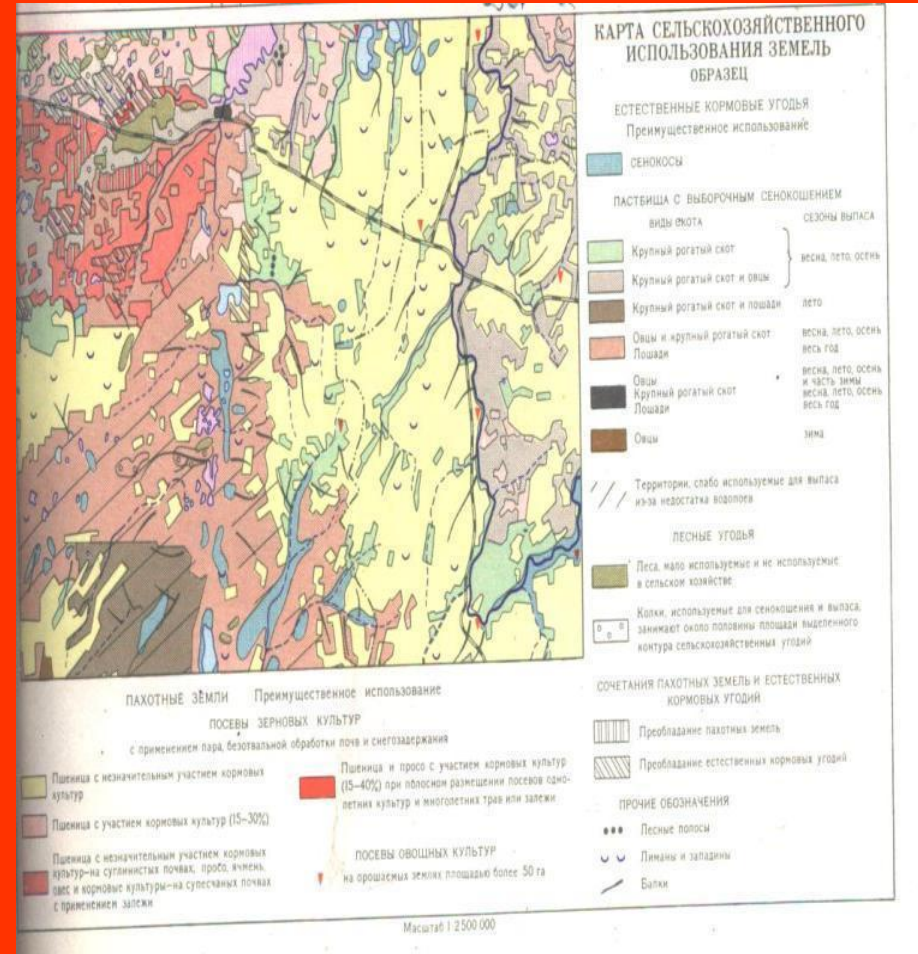 КАРТА СЕЛЬСКОХОЗЯЙСТВЕННОГО
ИСПОЛЬЗОВАНИЯ ЗЕМЕЛЬ
ОБРАЗЕЦ
ЕСТЕСТВЕННЫЕ КОРМОВЫЕ УГОДЬЯ
Преимущественное использование
СЕНОКОСЫ
ПАСТБИЩА С ВЫБОРОЧНЫМ СЕНОКОШЕНИЕМ
ВИДЫ СКОТА
СЕЗОНЫ ВЫПАСА
Крупный рогатый скот
весна, лето, осень
Крупный рогатый скот и овцы
Крупный рогатый скот и лошади
лето
Овцы и крупный рогатый скот
весна, лето, осень
Лошади
весь год
Овцы
весна, лето, осень
и часть зимы
Крупный рогатый скот
весна, лето, осень
Лошади
весь год
Овцы
зима
Территории, слабо используемые для выпаса
из-за недостатка водопоев
ЛЕСНЫЕ УГОДЬЯ
Леса, мало используемые и не используемые
в сельском хозяйстве
Колки, используемые для сенокошения и выпаса,
занимают около половины площади выделенного
контура сельскохозяйственных угодий
СОЧЕТАНИЯ ПАХОТНЫХ ЗЕМЕЛЬ И ЕСТЕСТВЕННЫХ
КОРМОВЫХ УГОДИЙ
Преобладание пахотных земель
Преобладание естественных кормовых угодий
ПРОЧИЕ ОБОЗНАЧЕНИЯ
Лесные полосы
Лиманы и западины
Балки
ПАХОТНЫЕ ЗЕМЛИ Преимущественное использование
ПОСЕВЫ ЗЕРНОВЫХ КУЛЬТУР
с применением пара, безотвальной обработки почв и снегозадержания
Пшеница с незначительным участием кормовых
культур
Пшеница с участием кормовых культур (15–30%)
Пшеница с незначительным участием кормовых
культур–на суглинистых почвах; просо, ячмень,
овес и кормовые культуры–на супесчаных почвах
с применением залежи
Пшеница и просо с участием кормовых культур
(15–40%) при полосном размещении посевов одно-
летних культур и многолетних трав или залежи
ПОСЕВЫ ОВОЩНЫХ КУЛЬТУР
на орошаемых землях площадью более 50 га
Масштаб 1:2500 000